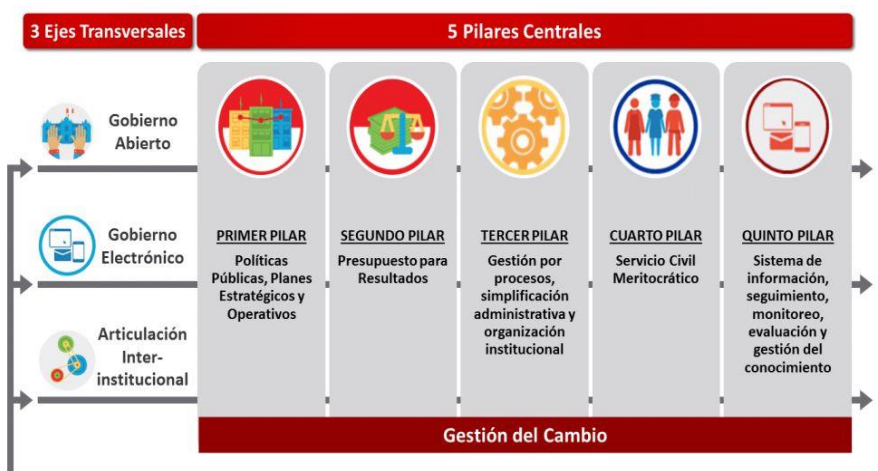 3 Ejes Transversales
5 Pilares Centrales
Gobierno
Abierto
Gobierno
Electrónico
Articulación
Inter-
institucional
PRIMER PILAR
Políticas
Públicas, Planes
Estratégicos y
Operativos
SEGUNDO PILAR
Presupuesto para
Resultados
TERCER PILAR
Gestión por
procesos,
simplificación
administrativa y
organización
institucional
CUARTO PILAR
Servicio Civil
Meritocrático
QUINTO PILAR
Sistema de
información,
seguimiento,
monitoreo,
evaluación y
gestión del
conocimiento
Gestión del Cambio